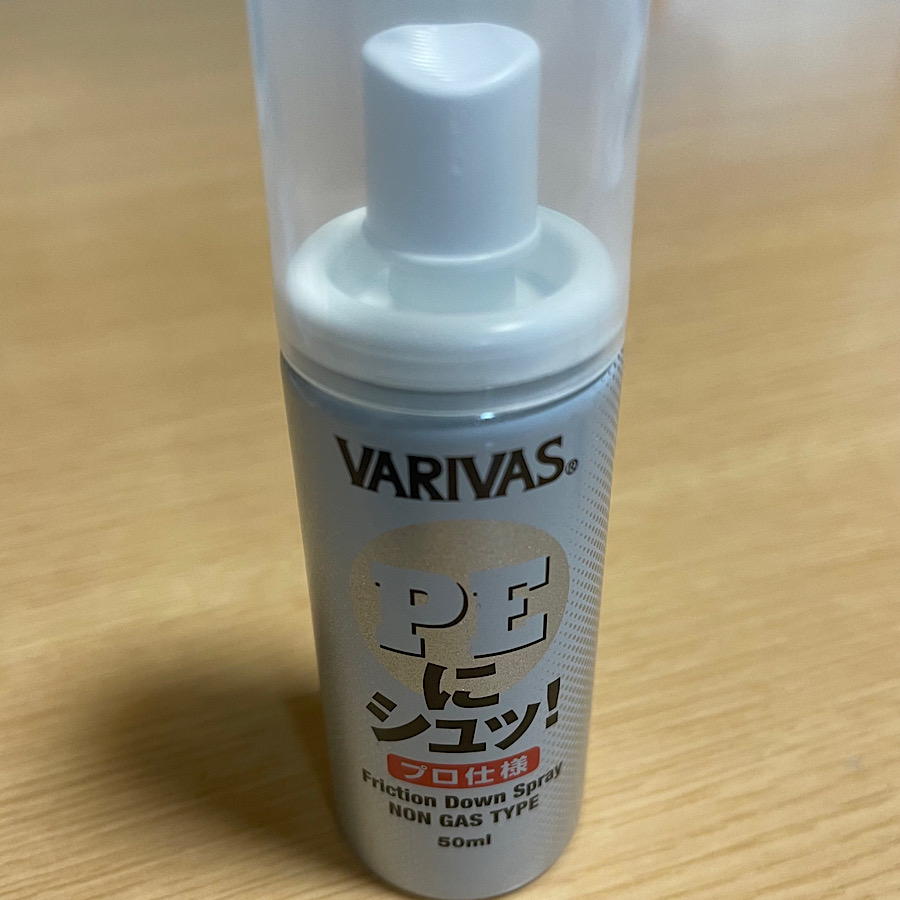 VARIVAS®
PE
に
シュッ!
プロ仕様
Friction Down Spray
NON GAS TYPE
50ml